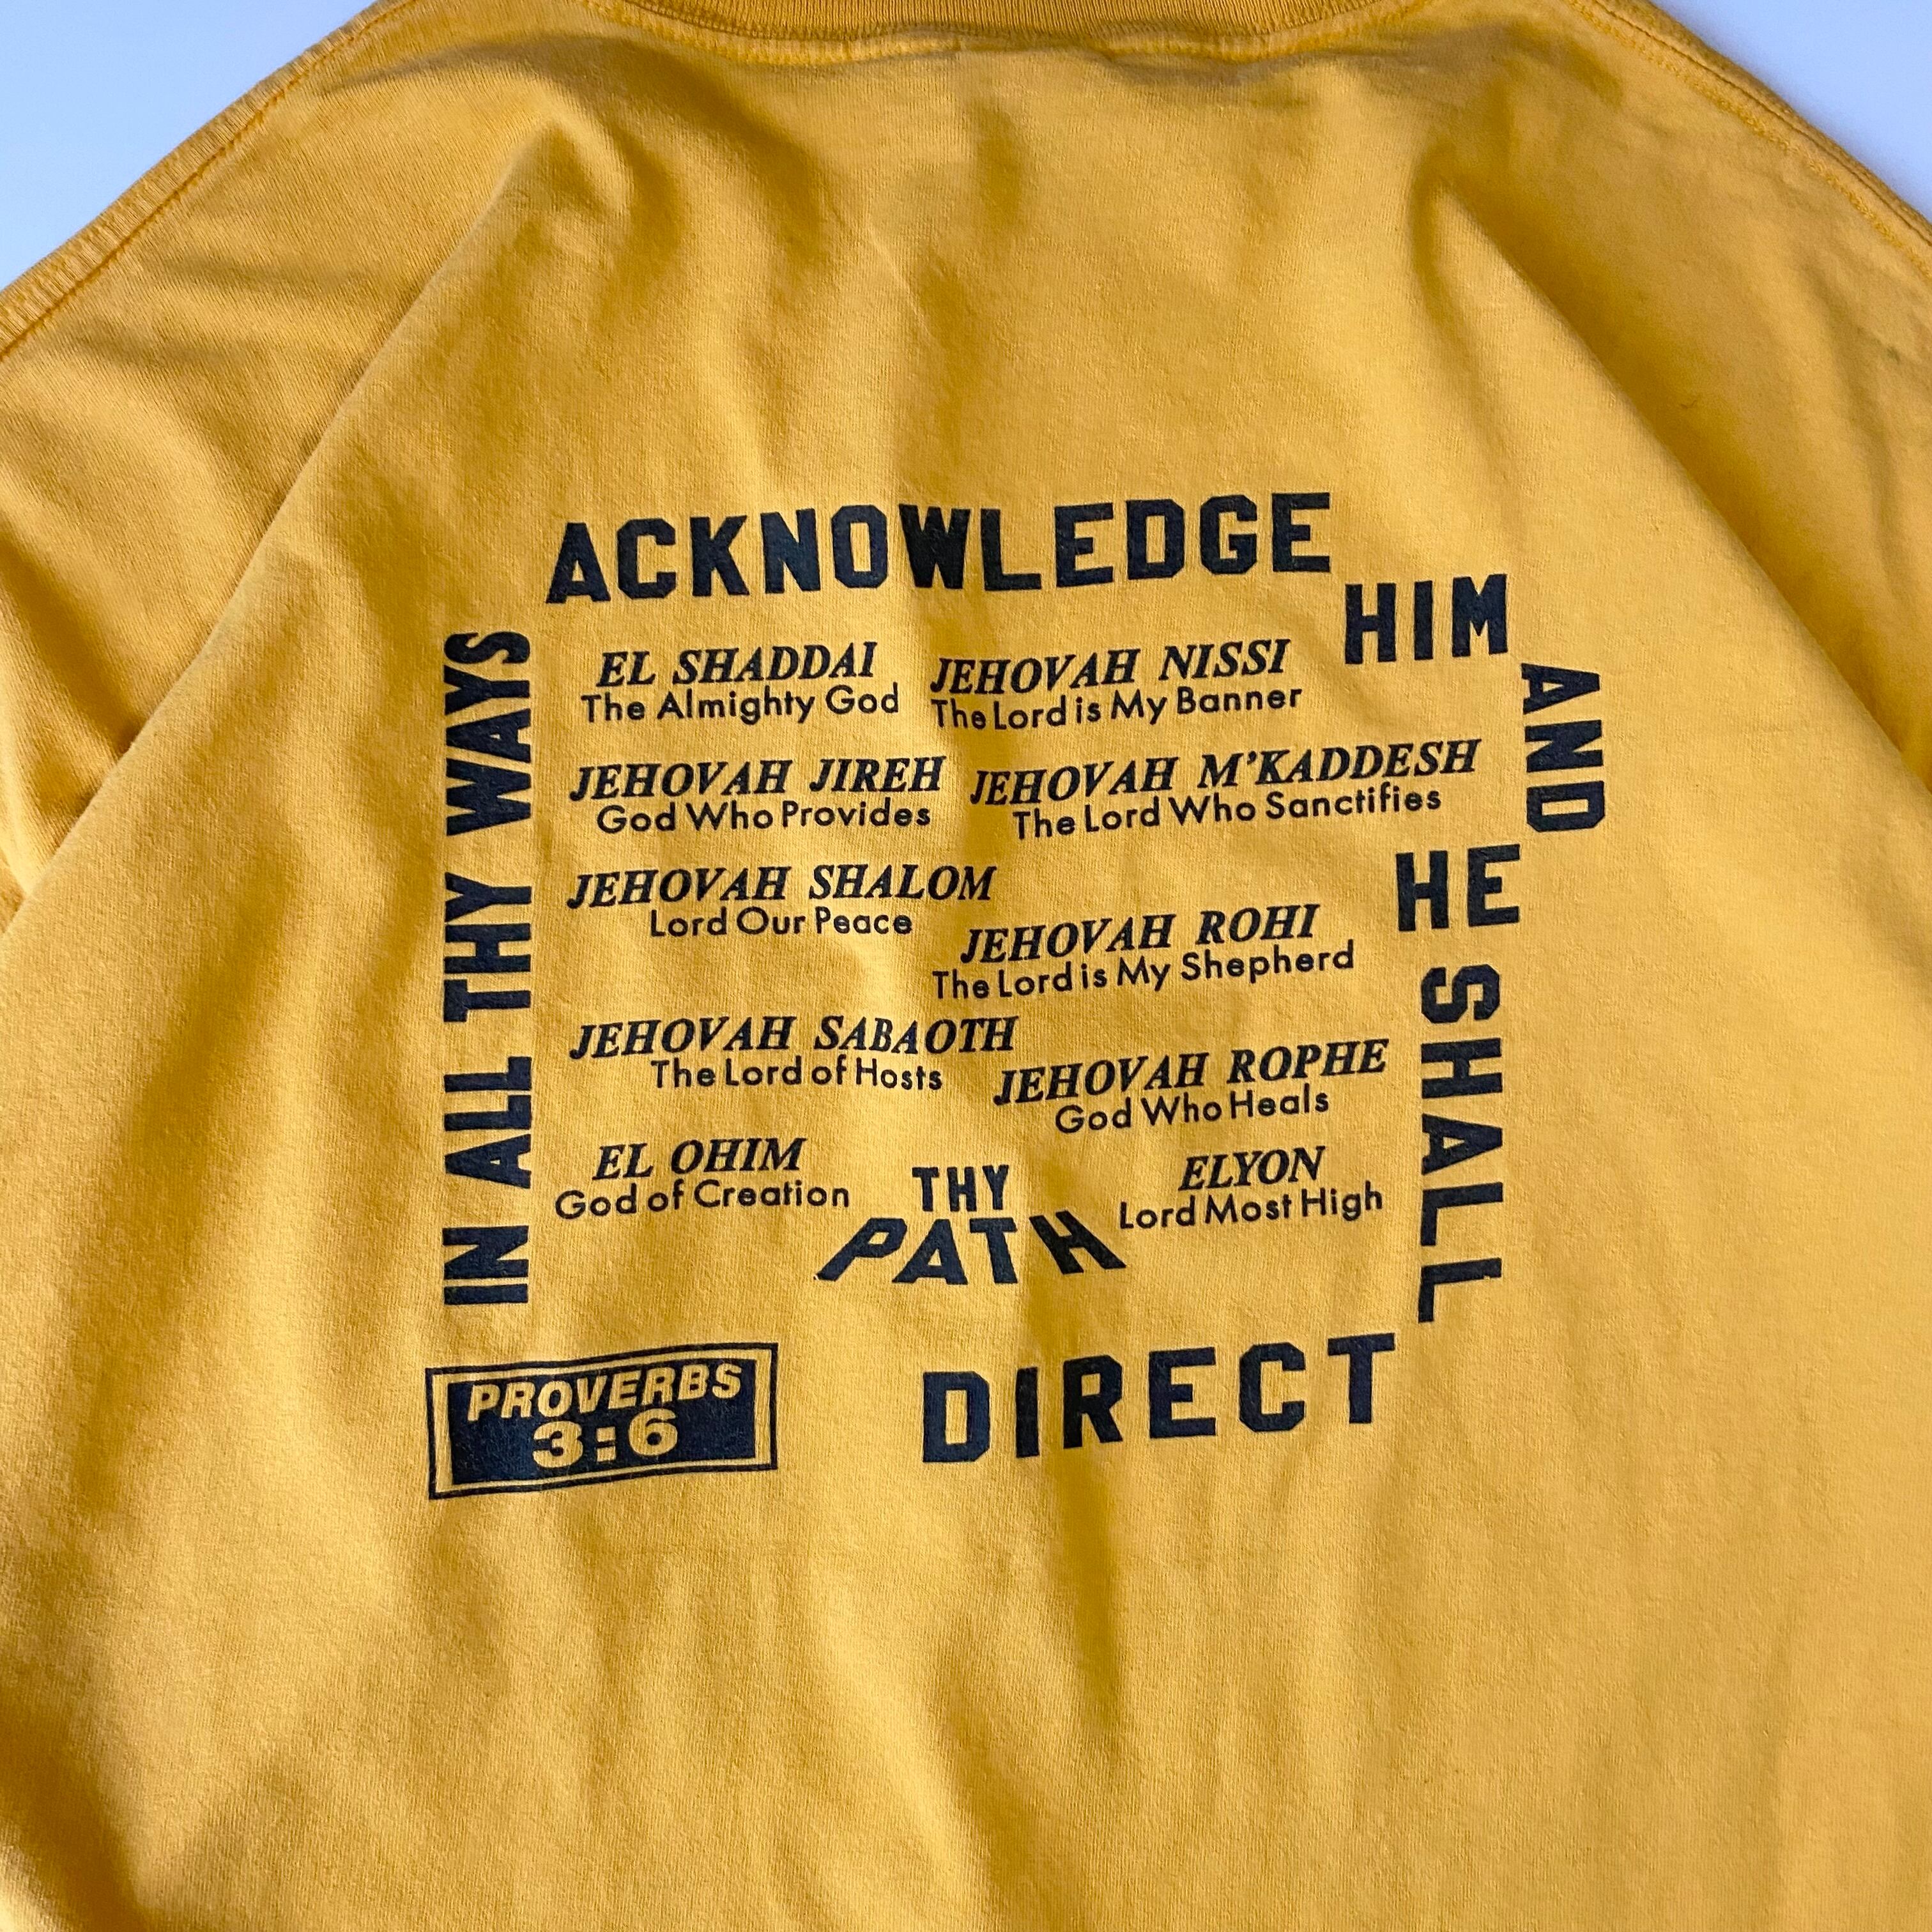 IN ALL THY WAYS
ACKNOWLEDGE
HIM
AND
HE
SHALL
DIRECT
THY
PATH
EL SHADDAI
The Almighty God
JEHOVAH NISSI
The Lord is My Banner
JEHOVAH JIREH
God Who Provides
JEHOVAH M'KADDESH
The Lord Who Sanctifies
JEHOVAH SHALOM
Lord Our Peace
JEHOVAH ROHI
The Lord is My Shepherd
JEHOVAH SABAOTH
The Lord of Hosts
JEHOVAH ROPHE
God Who Heals
EL OHIM
God of Creation
ELYON
Lord Most High
PROVERBS
3:6